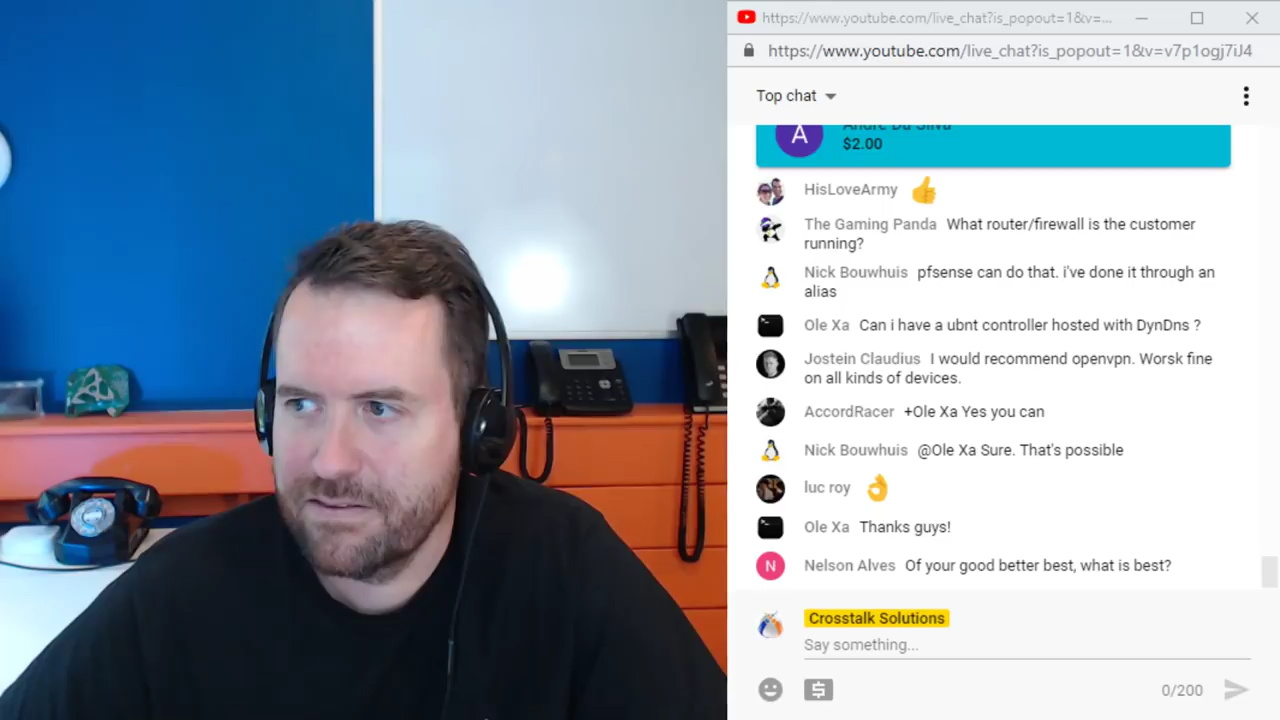 https://www.youtube.com/live_chat?is_popout=1&v=...
https://www.youtube.com/live_chat?is_popout=1&v=v7p1ogj7iJ4
Top chat
A
Andre Da Silva
$2.00
HisLoveArmy
The Gaming Panda What router/firewall is the customer
running?
Nick Bouwhuis pfsense can do that. i've done it through an
alias
Ole Xa Can i have a ubnt controller hosted with DynDns ?
Jostein Claudius I would recommend openvpn. Worsk fine
on all kinds of devices.
AccordRacer +Ole Xa Yes you can
Nick Bouwhuis @Ole Xa Sure. That's possible
luc roy
Ole Xa Thanks guys!
N Nelson Alves Of your good better best, what is best?
Crosstalk Solutions
Say something...
0/200